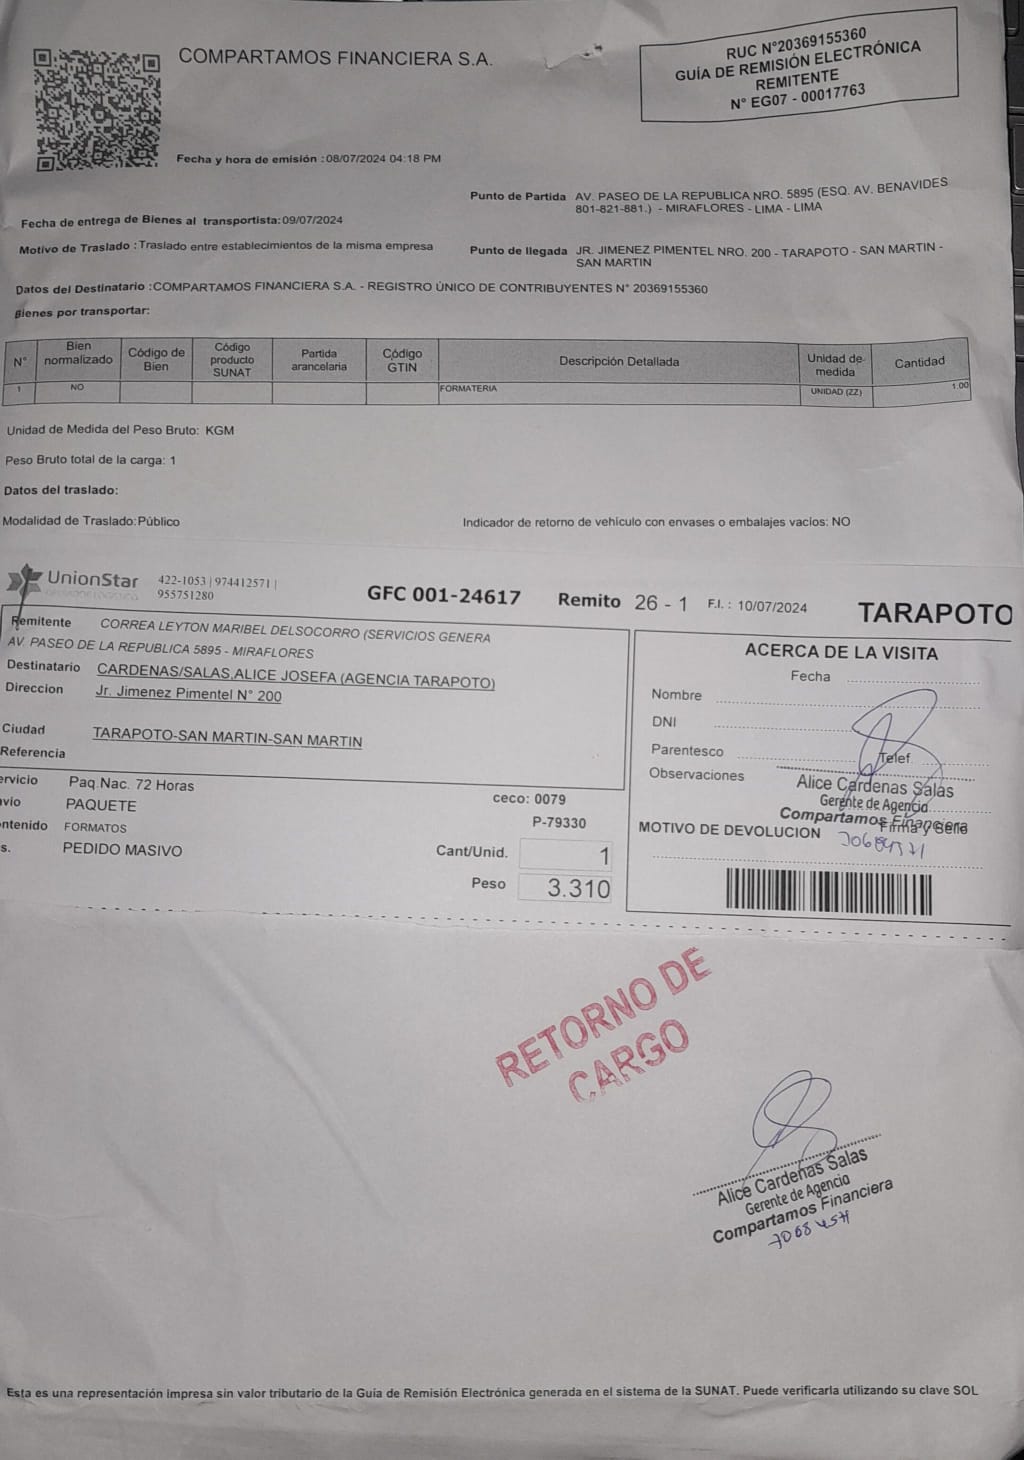 COMPARTAMOS FINANCIERA S.A.
RUC N°20369155360
GUÍA DE REMISIÓN ELECTRÓNICA
REMITENTE
N° EG07 - 00017763
Fecha y hora de emisión :08/07/2024 04:18 PM
Punto de Partida AV. PASEO DE LA REPUBLICA NRO. 5895 (ESQ. AV. BENAVIDES
801-821-881.) - MIRAFLORES - LIMA - LIMA
Fecha de entrega de Bienes al transportista:09/07/2024
Motivo de Traslado :Traslado entre establecimientos de la misma empresa
Punto de llegada JR. JIMENEZ PIMENTEL NRO. 200 - TARAPOTO - SAN MARTIN -
SAN MARTIN
Datos del Destinatario :COMPARTAMOS FINANCIERA S.A. - REGISTRO ÚNICO DE CONTRIBUYENTES N° 20369155360
Bienes por transportar:
N° Bien normalizado Código de Bien Código producto SUNAT Partida arancelaria Código GTIN Descripción Detallada Unidad de medida Cantidad
1 NO FORMATERIA UNIDAD (ZZ) 1.00
Unidad de Medida del Peso Bruto: KGM
Peso Bruto total de la carga: 1
Datos del traslado:
Modalidad de Traslado:Público
Indicador de retorno de vehículo con envases o embalajes vacíos: NO
UnionStar
422-1053 | 974412571 |
955751280
GFC 001-24617 Remito 26 - 1 F.I. : 10/07/2024 TARAPOTO
Remitente CORREA LEYTON MARIBEL DELSOCORRO (SERVICIOS GENERA
AV. PASEO DE LA REPUBLICA 5895 - MIRAFLORES
Destinatario CARDENAS/SALAS,ALICE JOSEFA (AGENCIA TARAPOTO)
Direccion Jr. Jimenez Pimentel N° 200
Ciudad TARAPOTO-SAN MARTIN-SAN MARTIN
Referencia
ervicio Paq.Nac. 72 Horas
nvio PAQUETE
ontenido FORMATOS
s. PEDIDO MASIVO
ceco: 0079
P-79330
Cant/Unid. 1
Peso 3.310
ACERCA DE LA VISITA
Fecha
Nombre
DNI
Parentesco
Telef.
Observaciones
Alice Cardenas Salas
Gerente de Agencia
Compartamos Financiera
Firma y Sello
MOTIVO DE DEVOLUCION
RETORNO DE
CARGO
Alice Cardenas Salas
Gerente de Agencia
Compartamos Financiera
Esta es una representación impresa sin valor tributario de la Guía de Remisión Electrónica generada en el sistema de la SUNAT. Puede verificarla utilizando su clave SOL